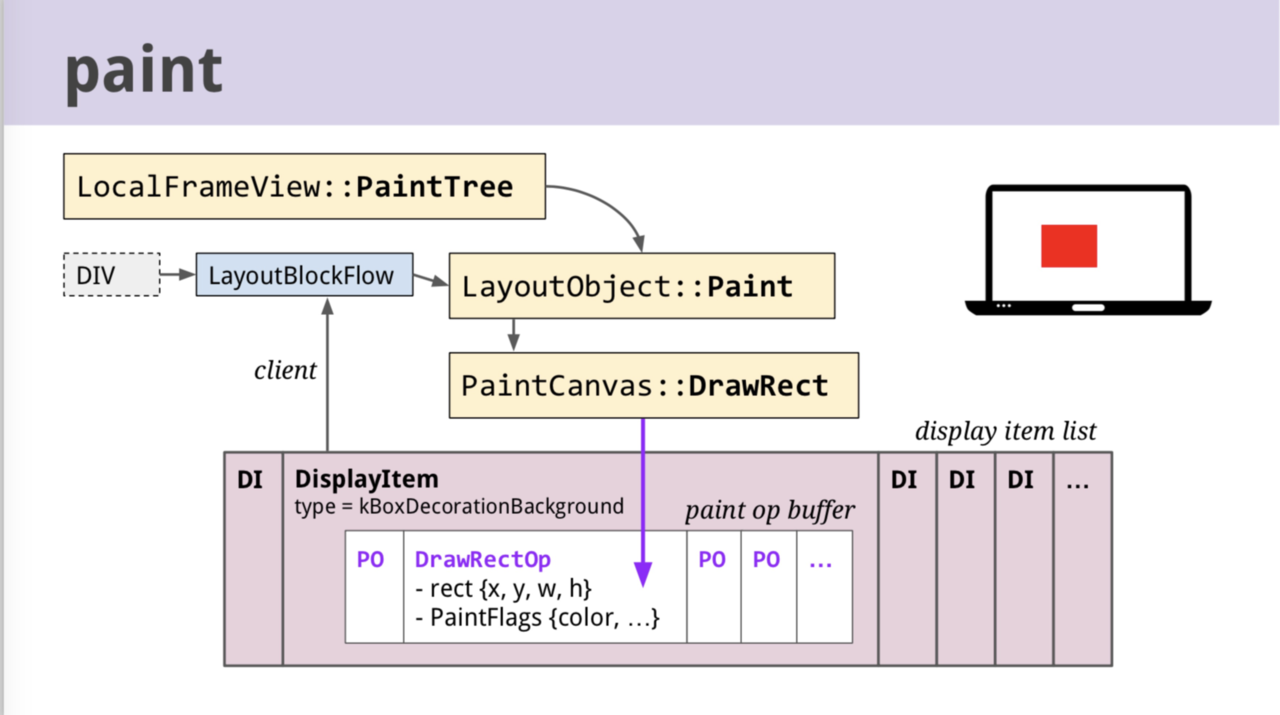 paint
LocalFrameView::PaintTree
DIV
LayoutBlockFlow
LayoutObject::Paint
client
PaintCanvas::DrawRect
display item list
DI
DisplayItem
type = kBoxDecorationBackground
paint op buffer
PO
DrawRectOp
- rect {x, y, w, h}
- PaintFlags {color, ...}
PO
PO
...
DI
DI
DI
...